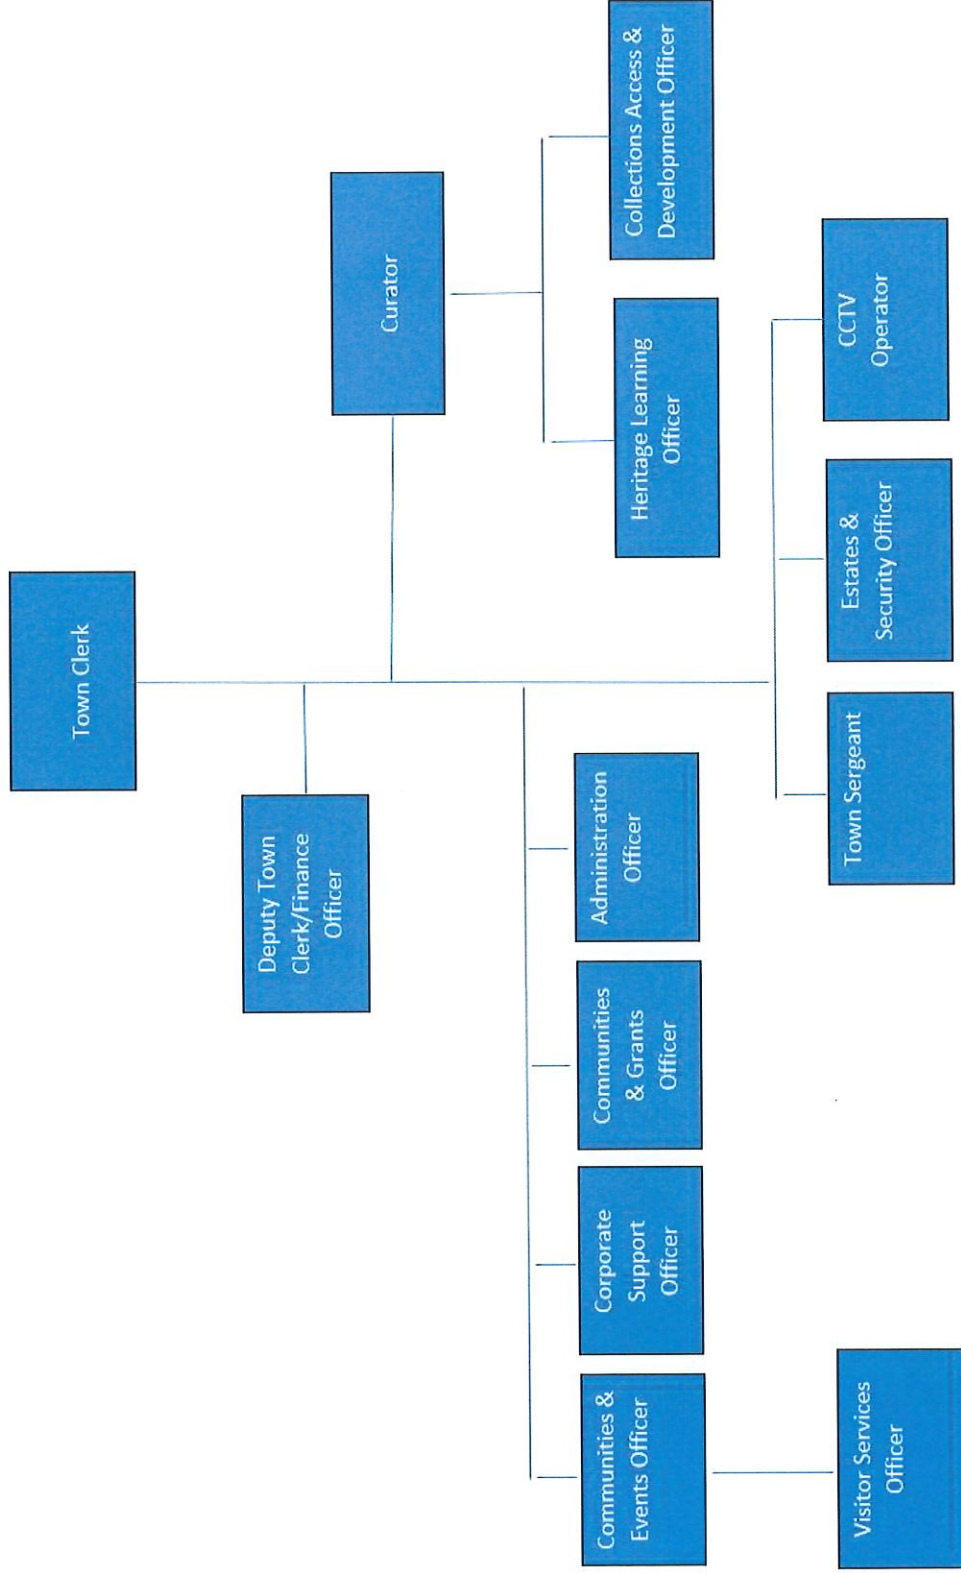 Town Clerk
Deputy Town
Clerk/Finance
Officer
Curator
Heritage Learning
Officer
Collections Access &
Development Officer
Communities &
Events Officer
Corporate
Support
Officer
Communities
& Grants
Officer
Administration
Officer
Town Sergeant
Estates &
Security Officer
CCTV
Operator
Visitor Services
Officer